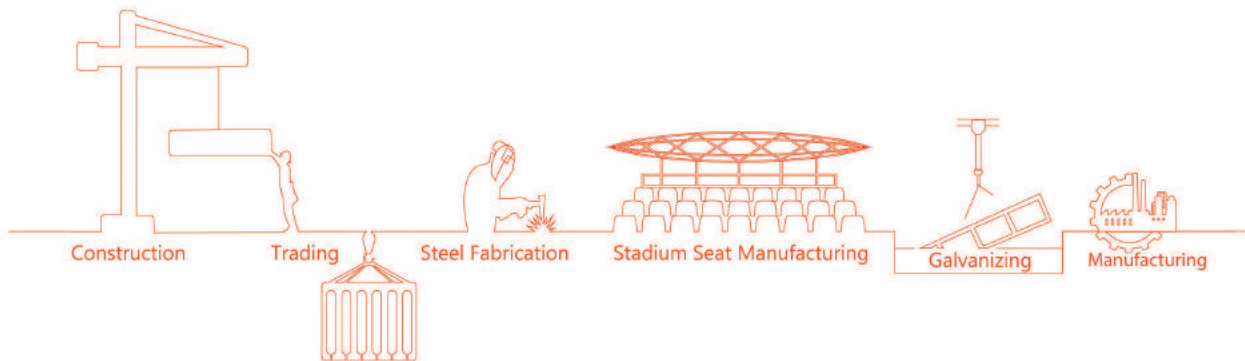 Construction
Trading
Steel Fabrication
Stadium Seat Manufacturing
Galvanizing
Manufacturing